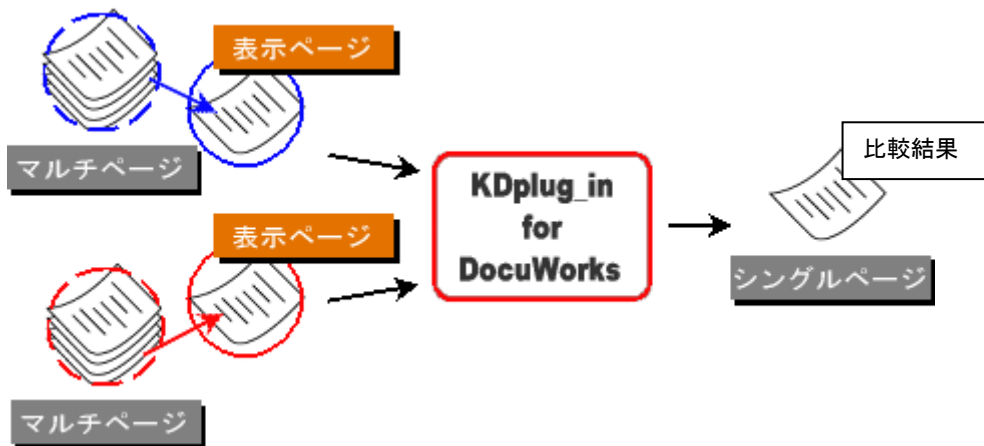 表示ページ
マルチページ
表示ページ
マルチページ
KDplug_in
for
DocuWorks
比較結果
シングルページ